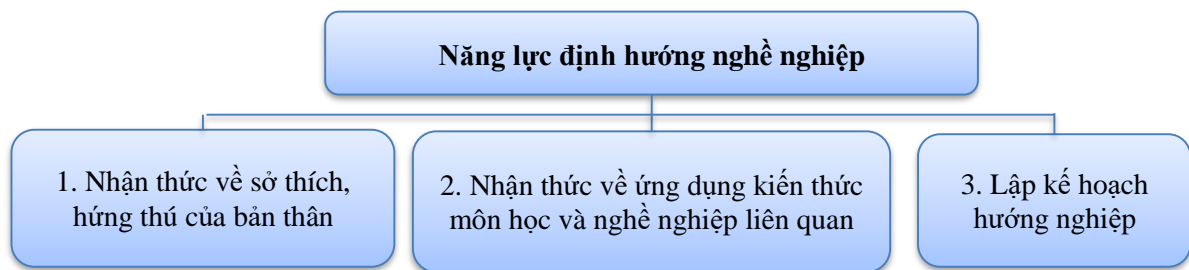 Năng lực định hướng nghề nghiệp
1. Nhận thức về sở thích,
hứng thú của bản thân
2. Nhận thức về ứng dụng kiến thức
môn học và nghề nghiệp liên quan
3. Lập kế hoạch
hướng nghiệp